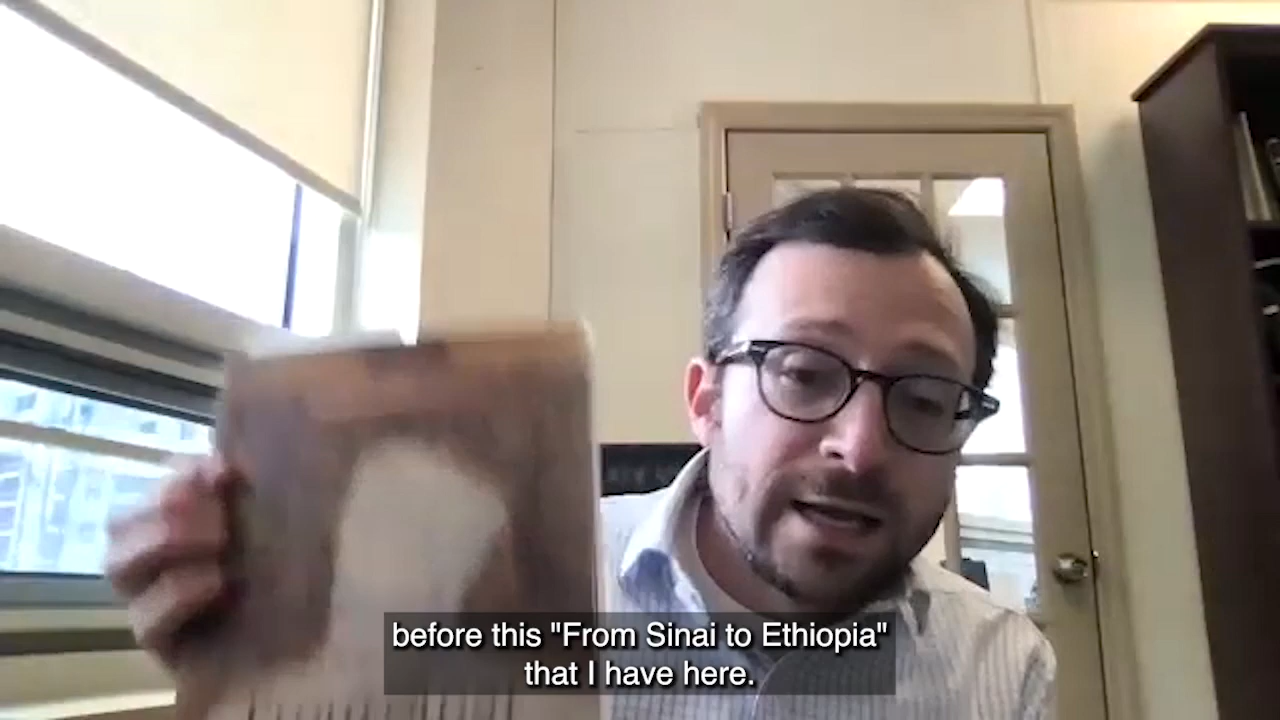 before this "From Sinai to Ethiopia"
that I have here.